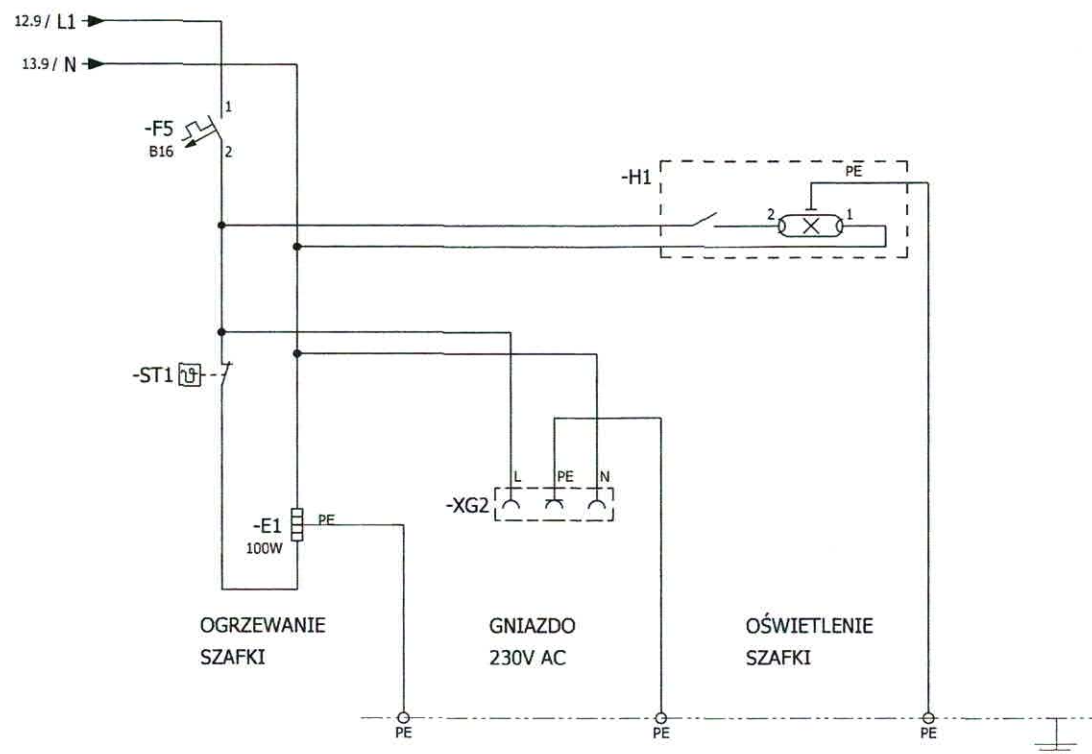 12.9 / L1
13.9 / N
1
-F5
B16
2
-H1
PE
2
1
-ST1
ϑ
L
PE
N
-XG2
-E1
PE
100W
OGRZEWANIE
SZAFKI
GNIAZDO
230V AC
OŚWIETLENIE
SZAFKI
PE
PE
PE